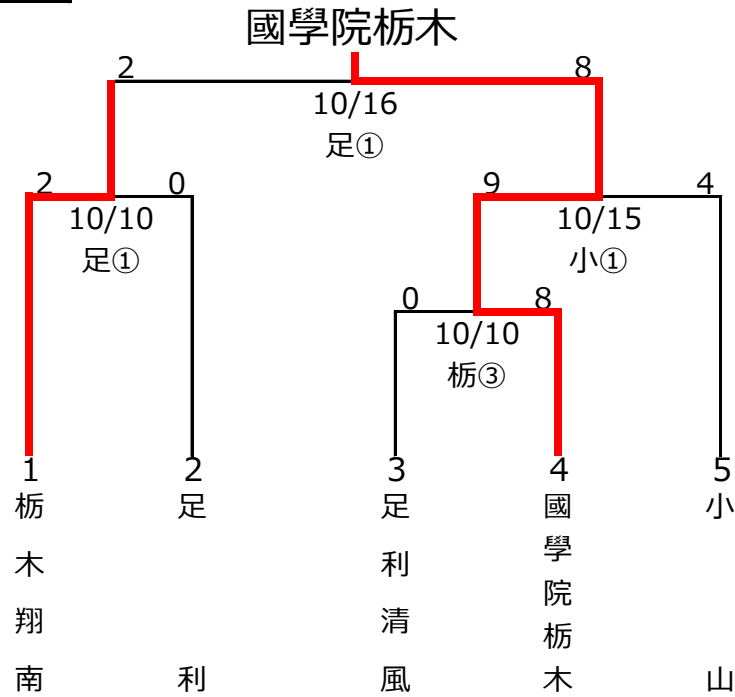 國學院栃木
2 8
10/16
足①
2 0 9 4
10/10 10/15
足① 小①
0 8
10/10
栃③
1 2 3 4 5
栃木翔南
足利
足利清風
國學院栃木
小山